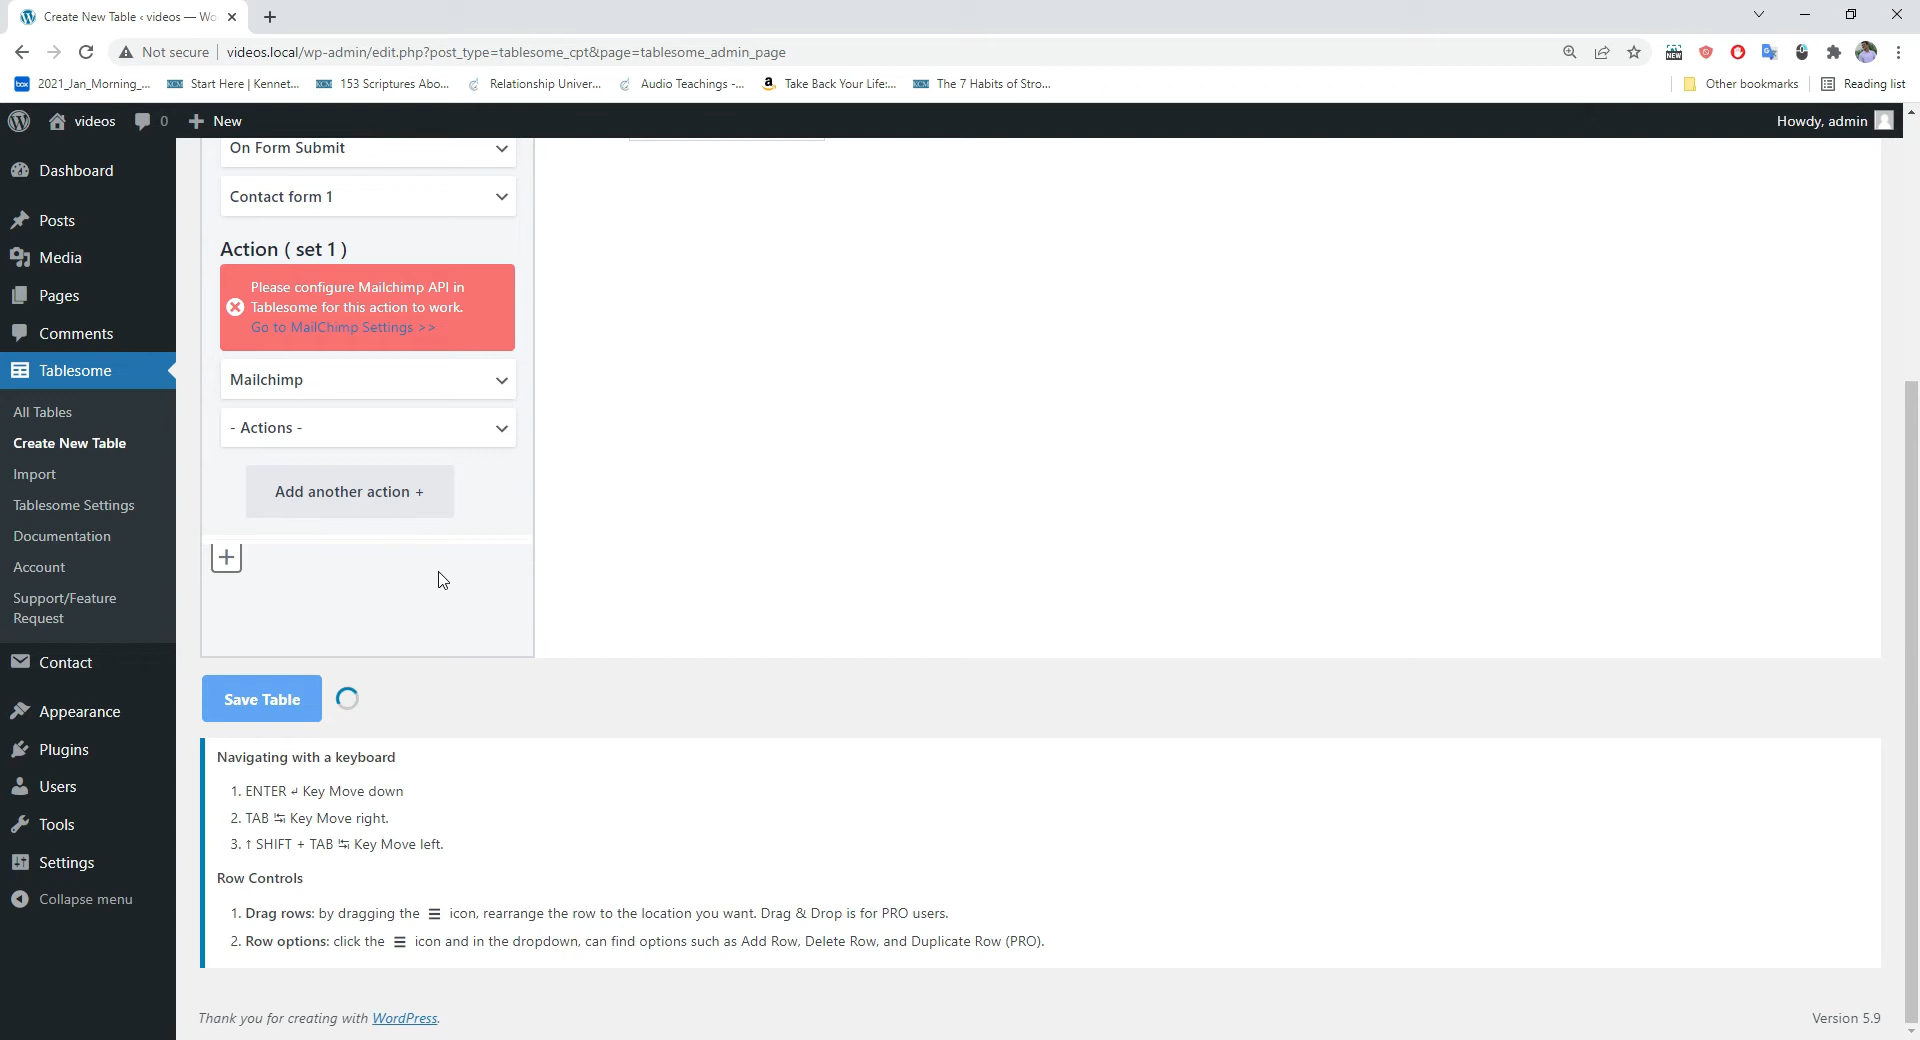 Create New Table ‹ videos — Wo
Not secure
videos.local/wp-admin/edit.php?post_type=tablesome_cpt&page=tablesome_admin_page
NEW
box
2021_Jan_Morning_...
KCM
Start Here | Kennet...
KCM
153 Scriptures Abo...
Relationship Univer...
Audio Teachings -...
Take Back Your Life:...
KCM
The 7 Habits of Stro...
Other bookmarks
Reading list
videos
0
New
Howdy, admin
Dashboard
Posts
Media
Pages
Comments
Tablesome
All Tables
Create New Table
Import
Tablesome Settings
Documentation
Account
Support/Feature
Request
Contact
Appearance
Plugins
Users
Tools
Settings
Collapse menu
On Form Submit
Contact form 1
Action ( set 1 )
Please configure Mailchimp API in
Tablesome for this action to work.
Go to MailChimp Settings >>
Mailchimp
- Actions -
Add another action +
+
Save Table
Navigating with a keyboard
1. ENTER ↵ Key Move down
2. TAB ↹ Key Move right.
3. ↑ SHIFT + TAB ↹ Key Move left.
Row Controls
1. Drag rows: by dragging the ☰ icon, rearrange the row to the location you want. Drag & Drop is for PRO users.
2. Row options: click the ☰ icon and in the dropdown, can find options such as Add Row, Delete Row, and Duplicate Row (PRO).
Thank you for creating with WordPress.
Version 5.9